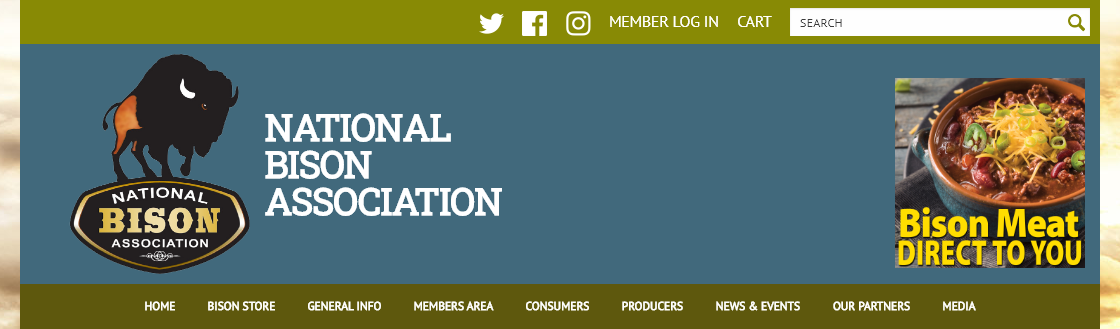 MEMBER LOG IN CART SEARCH
NATIONAL
BISON
ASSOCIATION
NATIONAL
BISON
ASSOCIATION
Bison Meat
DIRECT TO YOU
HOME BISON STORE GENERAL INFO MEMBERS AREA CONSUMERS PRODUCERS NEWS & EVENTS OUR PARTNERS MEDIA